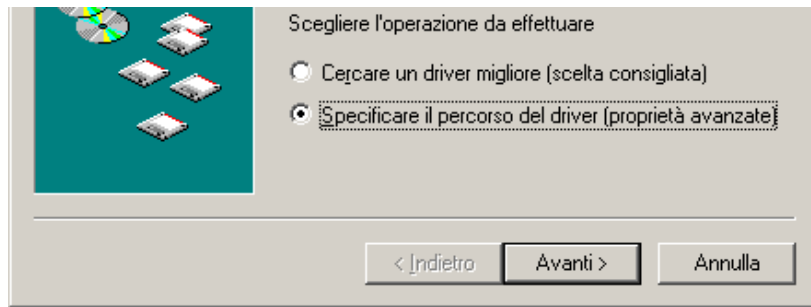 Scegliere l'operazione da effettuare
Cercare un driver migliore (scelta consigliata)
Specificare il percorso del driver (proprietà avanzate)
< Indietro
Avanti >
Annulla